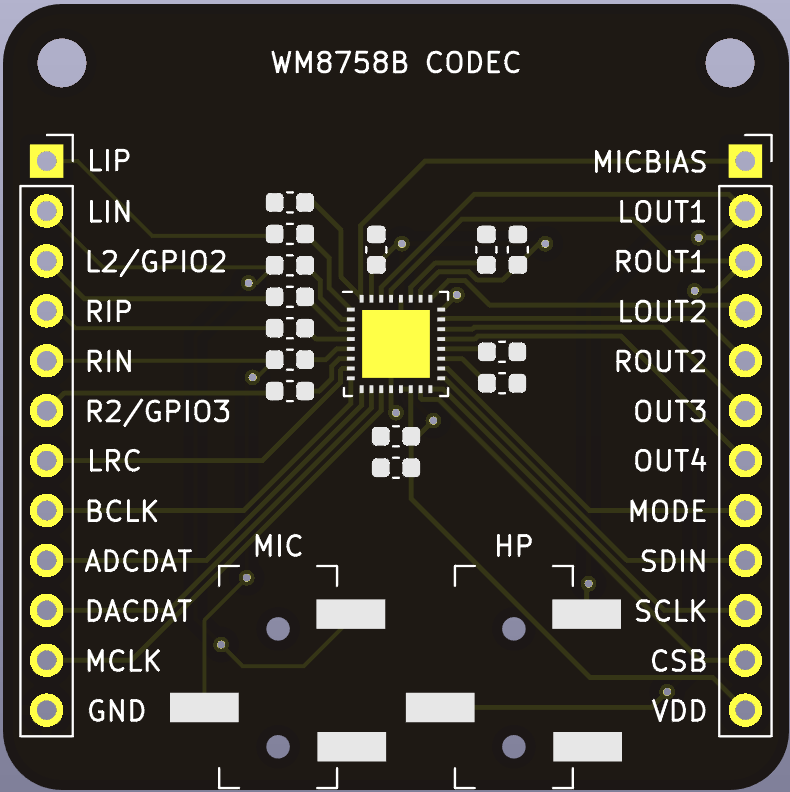 WM8758B CODEC
LIP
LIN
L2/GPIO2
RIP
RIN
R2/GPIO3
LRC
BCLK
ADCDAT
DACDAT
MCLK
GND
MICBIAS
LOUT1
ROUT1
LOUT2
ROUT2
OUT3
OUT4
MODE
SDIN
SCLK
CSB
VDD
MIC
HP